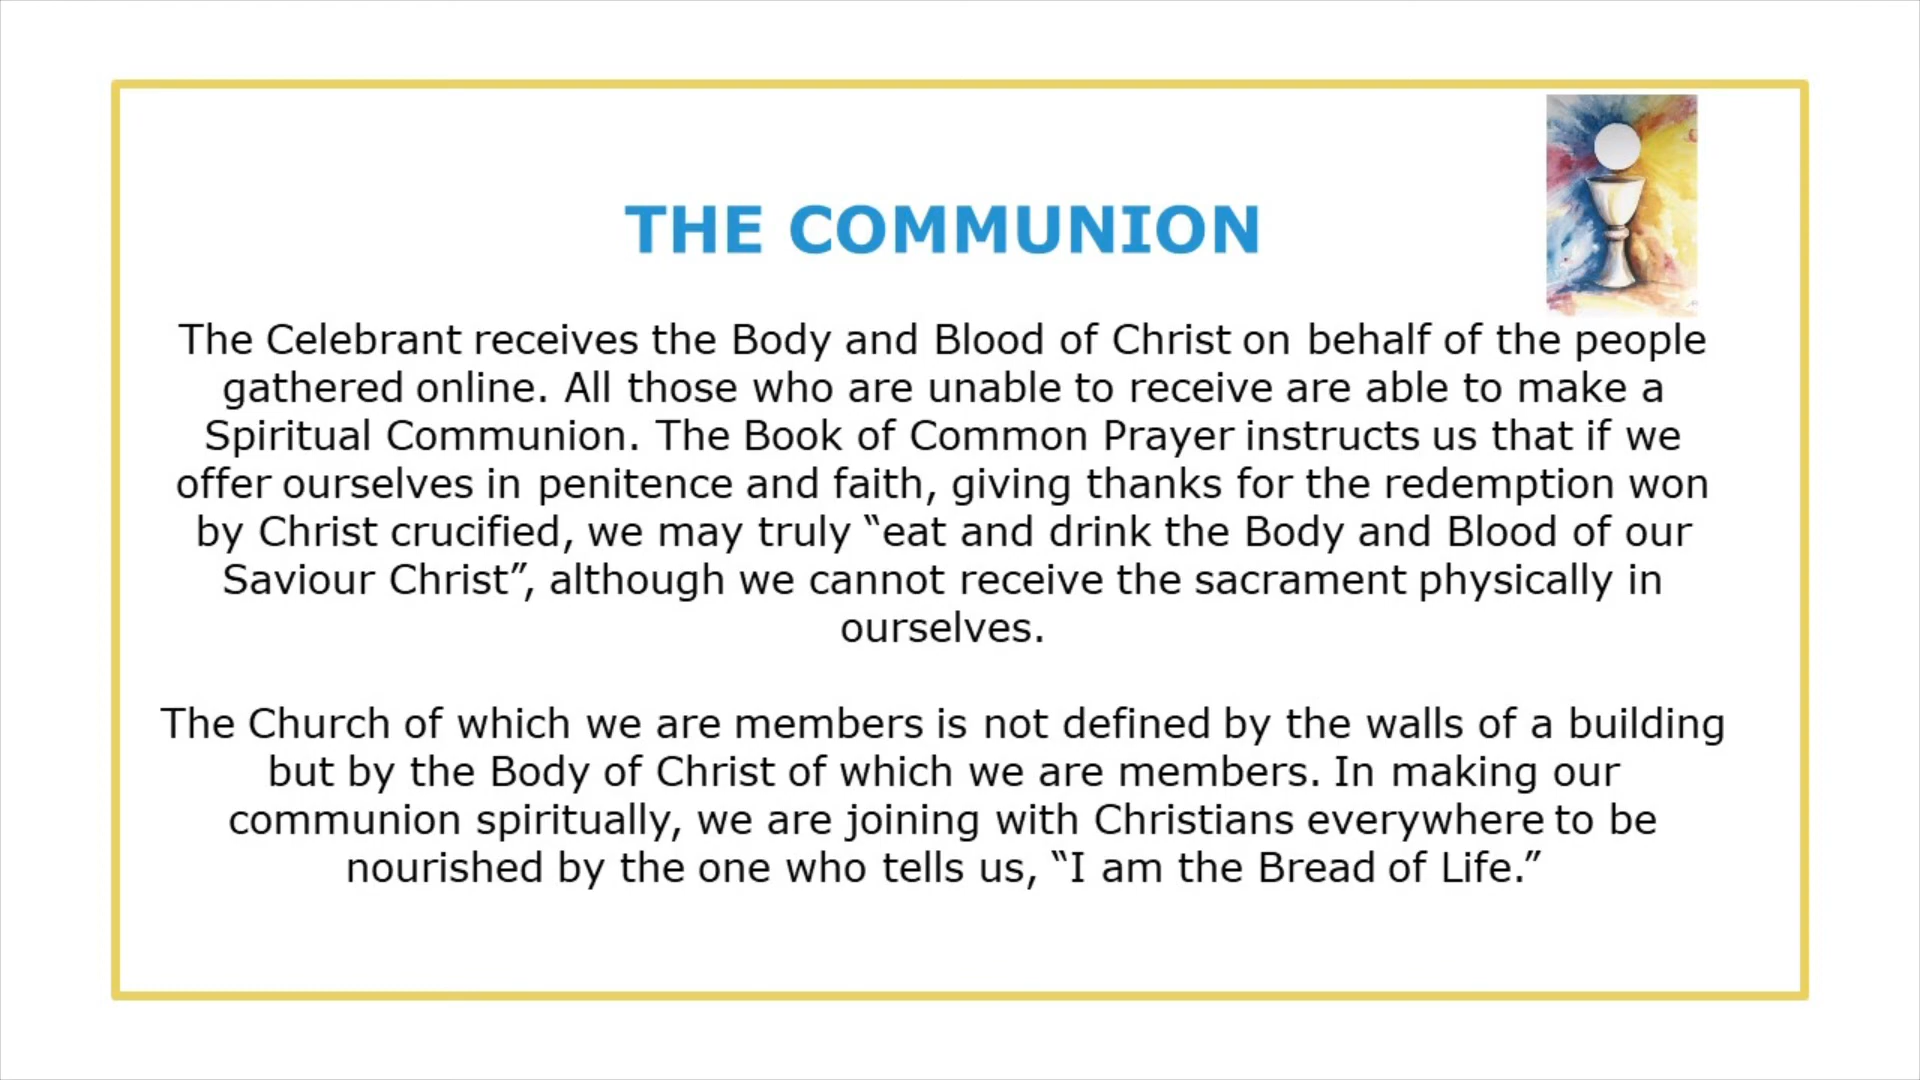 THE COMMUNION
The Celebrant receives the Body and Blood of Christ on behalf of the people
gathered online. All those who are unable to receive are able to make a
Spiritual Communion. The Book of Common Prayer instructs us that if we
offer ourselves in penitence and faith, giving thanks for the redemption won
by Christ crucified, we may truly “eat and drink the Body and Blood of our
Saviour Christ”, although we cannot receive the sacrament physically in
ourselves.
The Church of which we are members is not defined by the walls of a building
but by the Body of Christ of which we are members. In making our
communion spiritually, we are joining with Christians everywhere to be
nourished by the one who tells us, “I am the Bread of Life.”